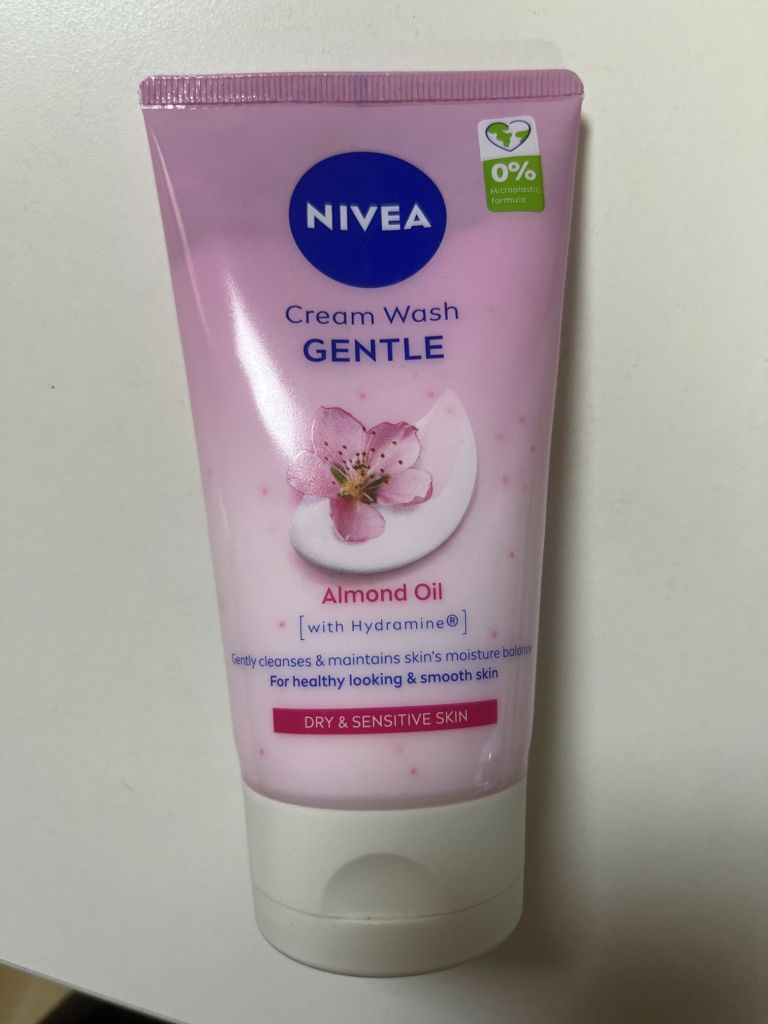 NIVEA
0%
Microplastic
formula
Cream Wash
GENTLE
Almond Oil
[with Hydramine®]
Gently cleanses & maintains skin's moisture balance
For healthy looking & smooth skin
DRY & SENSITIVE SKIN